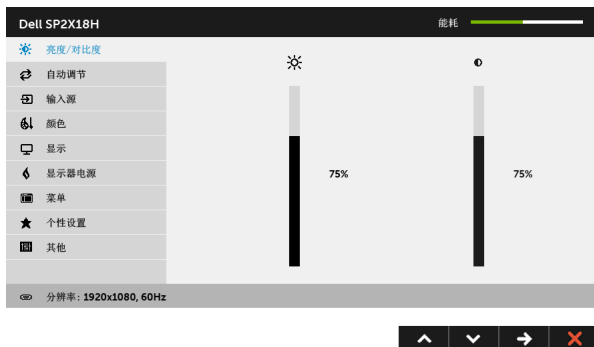 Dell SP2X18H
能耗
亮度/对比度
自动调节
输入源
颜色
显示
显示器电源
菜单
个性设置
其他
75%
75%
分辨率: 1920x1080, 60Hz